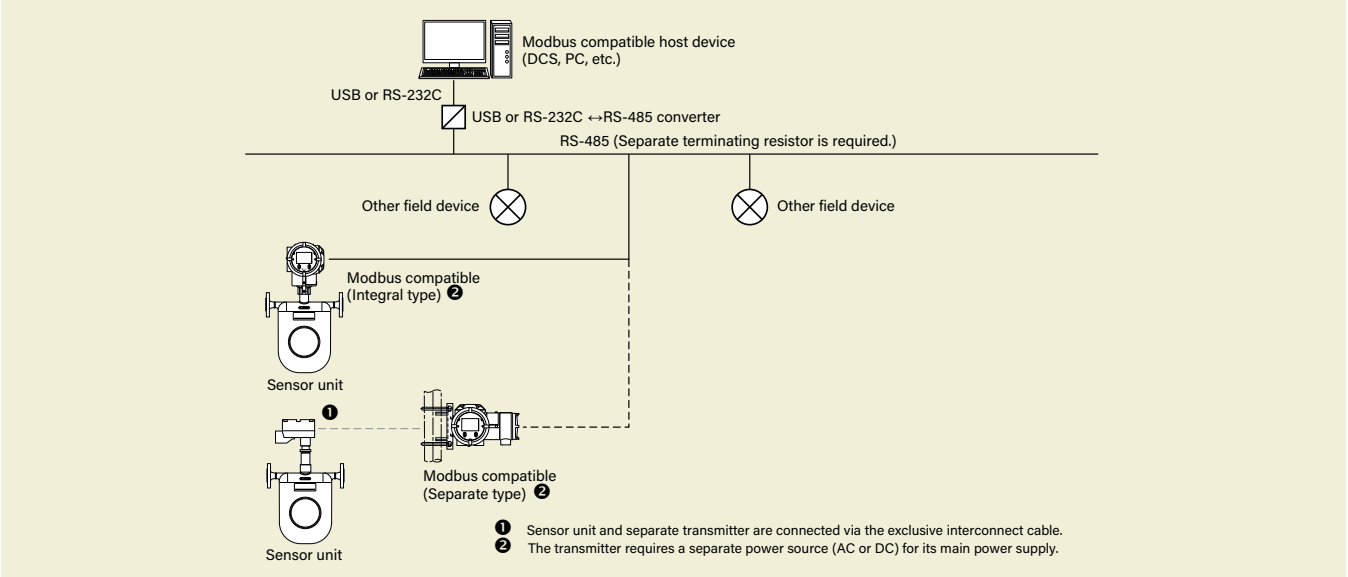 Modbus compatible host device
(DCS, PC, etc.)
USB or RS-232C
USB or RS-232C ↔RS-485 converter
RS-485 (Separate terminating resistor is required.)
Other field device
Other field device
Modbus compatible
(Integral type) ❷
Sensor unit
❶
Modbus compatible
(Separate type) ❷
❶ Sensor unit and separate transmitter are connected via the exclusive interconnect cable.
❷ The transmitter requires a separate power source (AC or DC) for its main power supply.
Sensor unit